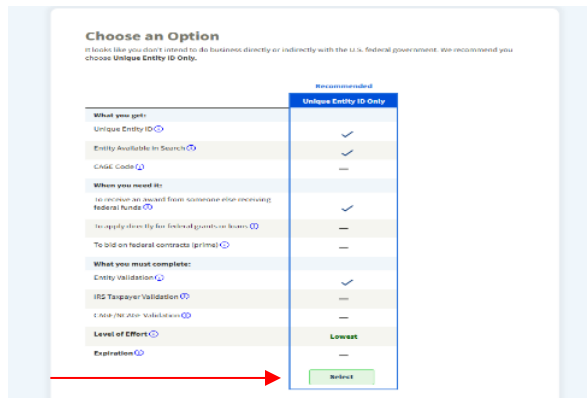 Choose an Option
It looks like you don't intend to do business directly or indirectly with the U.S. federal government. We recommend you
choose Unique Entity ID Only.
Recommended
Unique Entity ID Only
What you get:
Unique Entity ID
Entity Available in Search
CAGE Code
When you need it:
To receive an award from someone else receiving
federal funds
To apply directly for federal grants or loans
To bid on federal contracts (prime)
What you must complete:
Entity Validation
IRS Taxpayer Validation
CAGE/NCAGE Validation
Level of Effort
Lowest
Expiration
Select